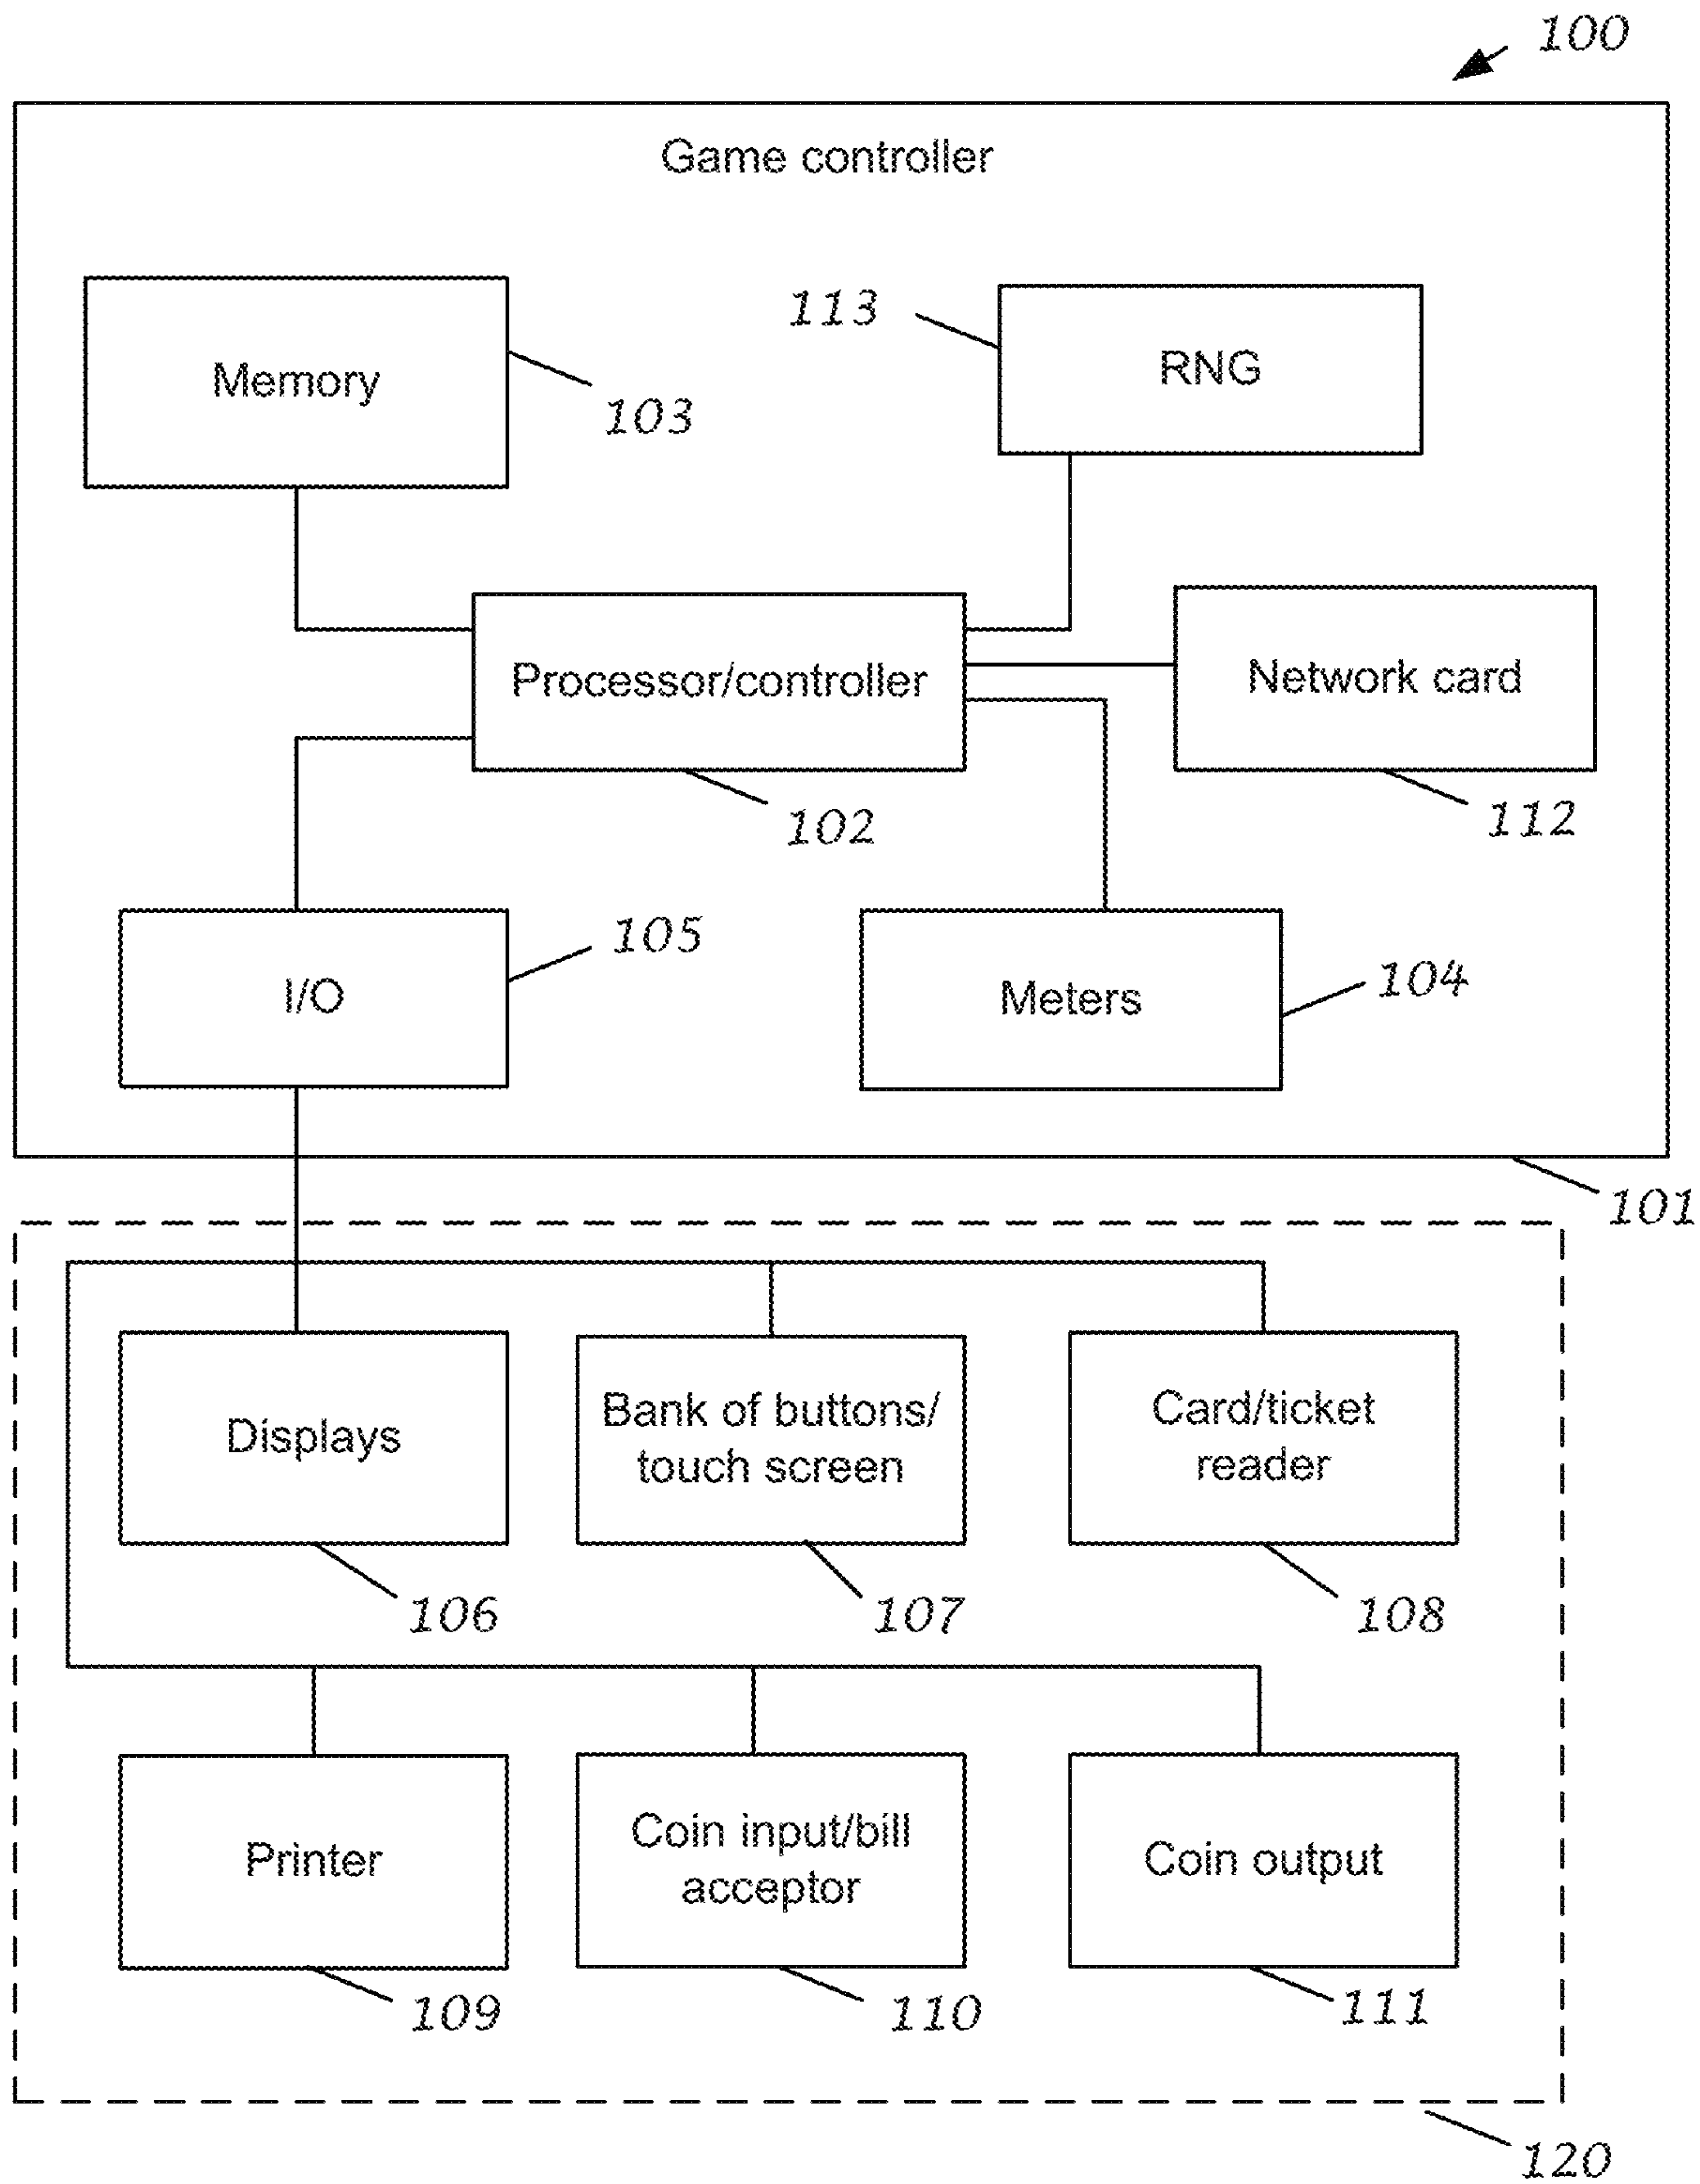 100
Game controller
113
RNG
Memory
103
Processor/controller
Network card
102
112
105
I/O
104
Meters
101
Displays
Bank of buttons/
touch screen
Card/ticket
reader
106
107
108
Printer
Coin input/bill
acceptor
Coin output
109
110
111
120